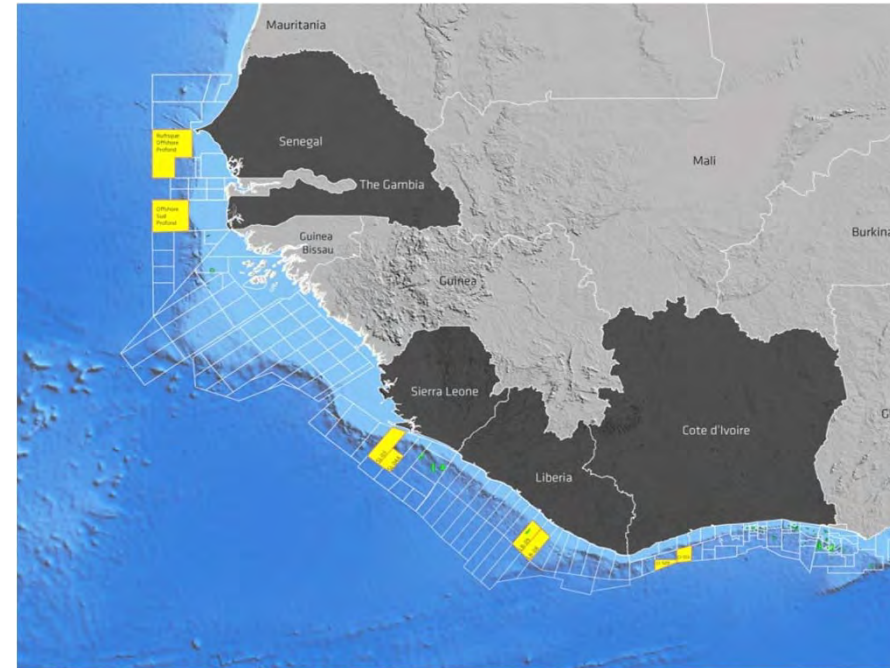 Mauritania
Senegal
Mali
Rufisque
Offshore
Profond
The Gambia
Offshore
Sud
Profond
Guinea
Bissau
Burkina
Guinea
Sierra Leone
Cote d'Ivoire
Liberia